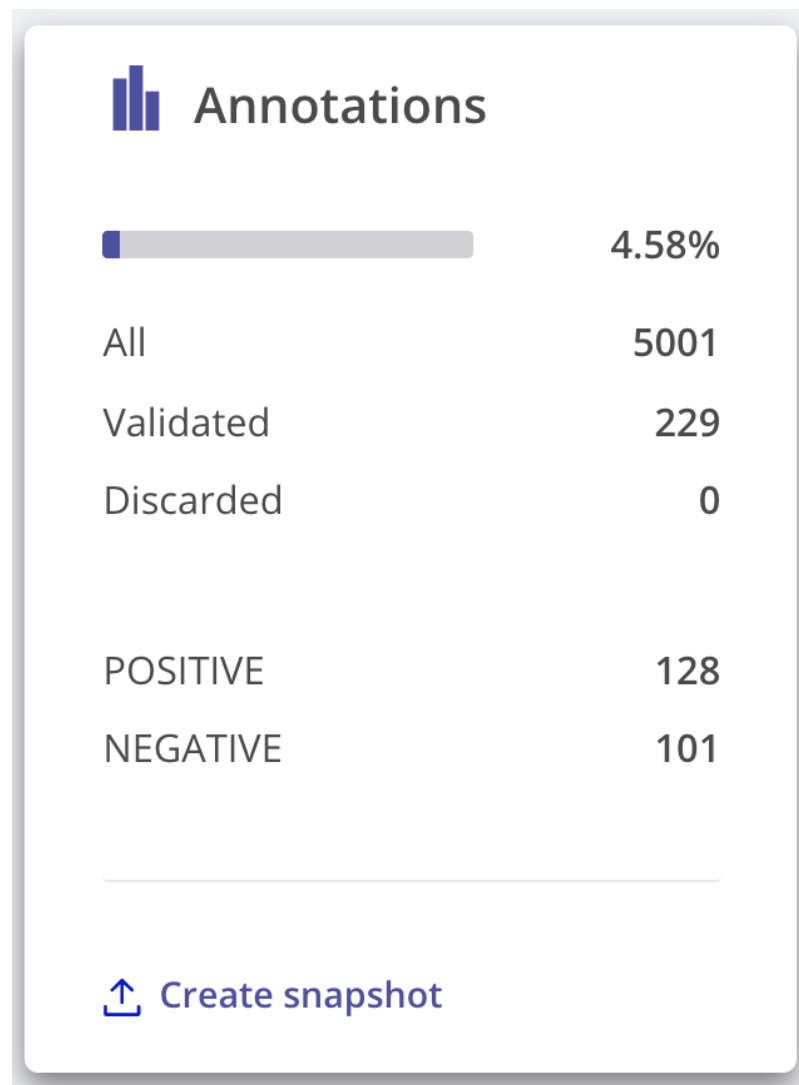 Annotations
4.58%
All 5001
Validated 229
Discarded 0
POSITIVE 128
NEGATIVE 101
Create snapshot